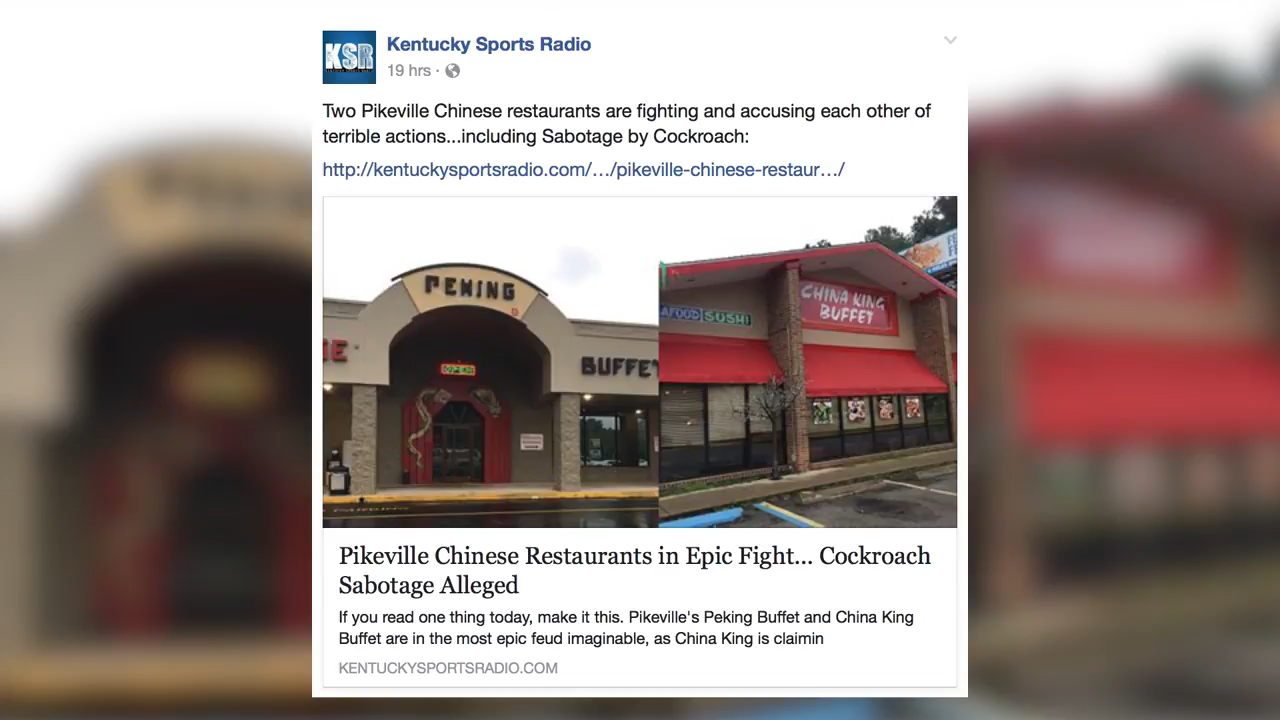 KSR
Kentucky Sports Radio
19 hrs ·
Two Pikeville Chinese restaurants are fighting and accusing each other of
terrible actions...including Sabotage by Cockroach:
http://kentuckysportsradio.com/…/pikeville-chinese-restaur…/
PEKING
OPEN
BUFFE
AFOOD SUSHI
CHINA KING
BUFFET
Pikeville Chinese Restaurants in Epic Fight... Cockroach
Sabotage Alleged
If you read one thing today, make it this. Pikeville's Peking Buffet and China King
Buffet are in the most epic feud imaginable, as China King is claimin
KENTUCKYSPORTSRADIO.COM